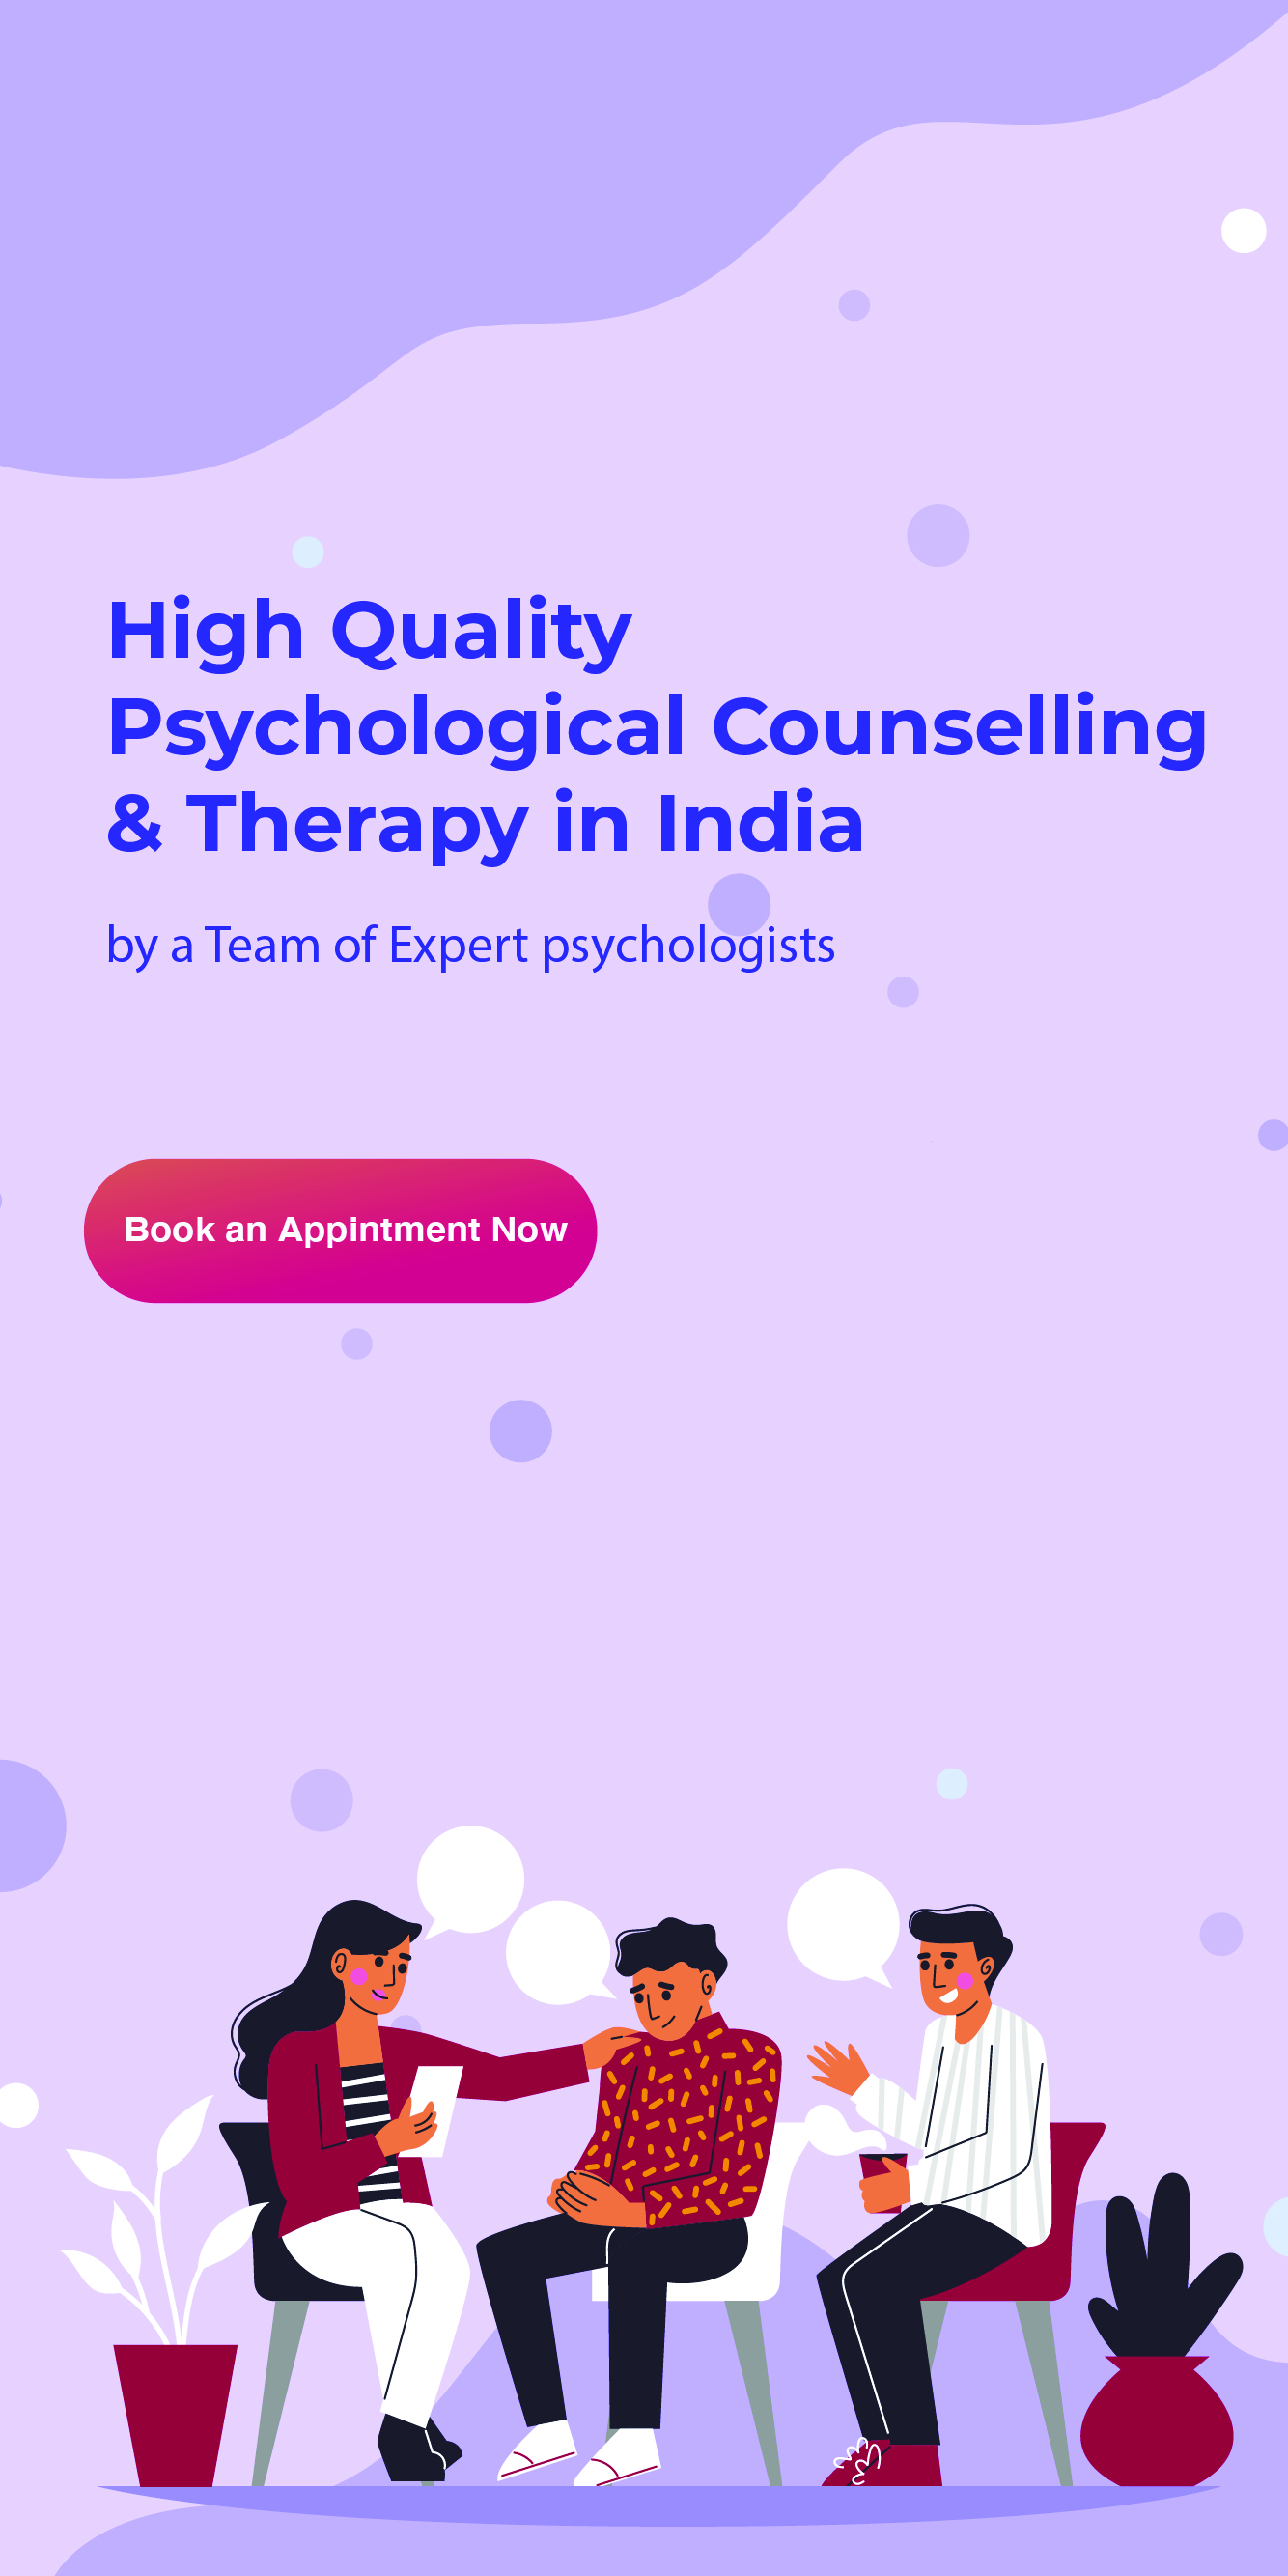 High Quality
Psychological Counselling
& Therapy in India
by a Team of Expert psychologists
Book an Appintment Now